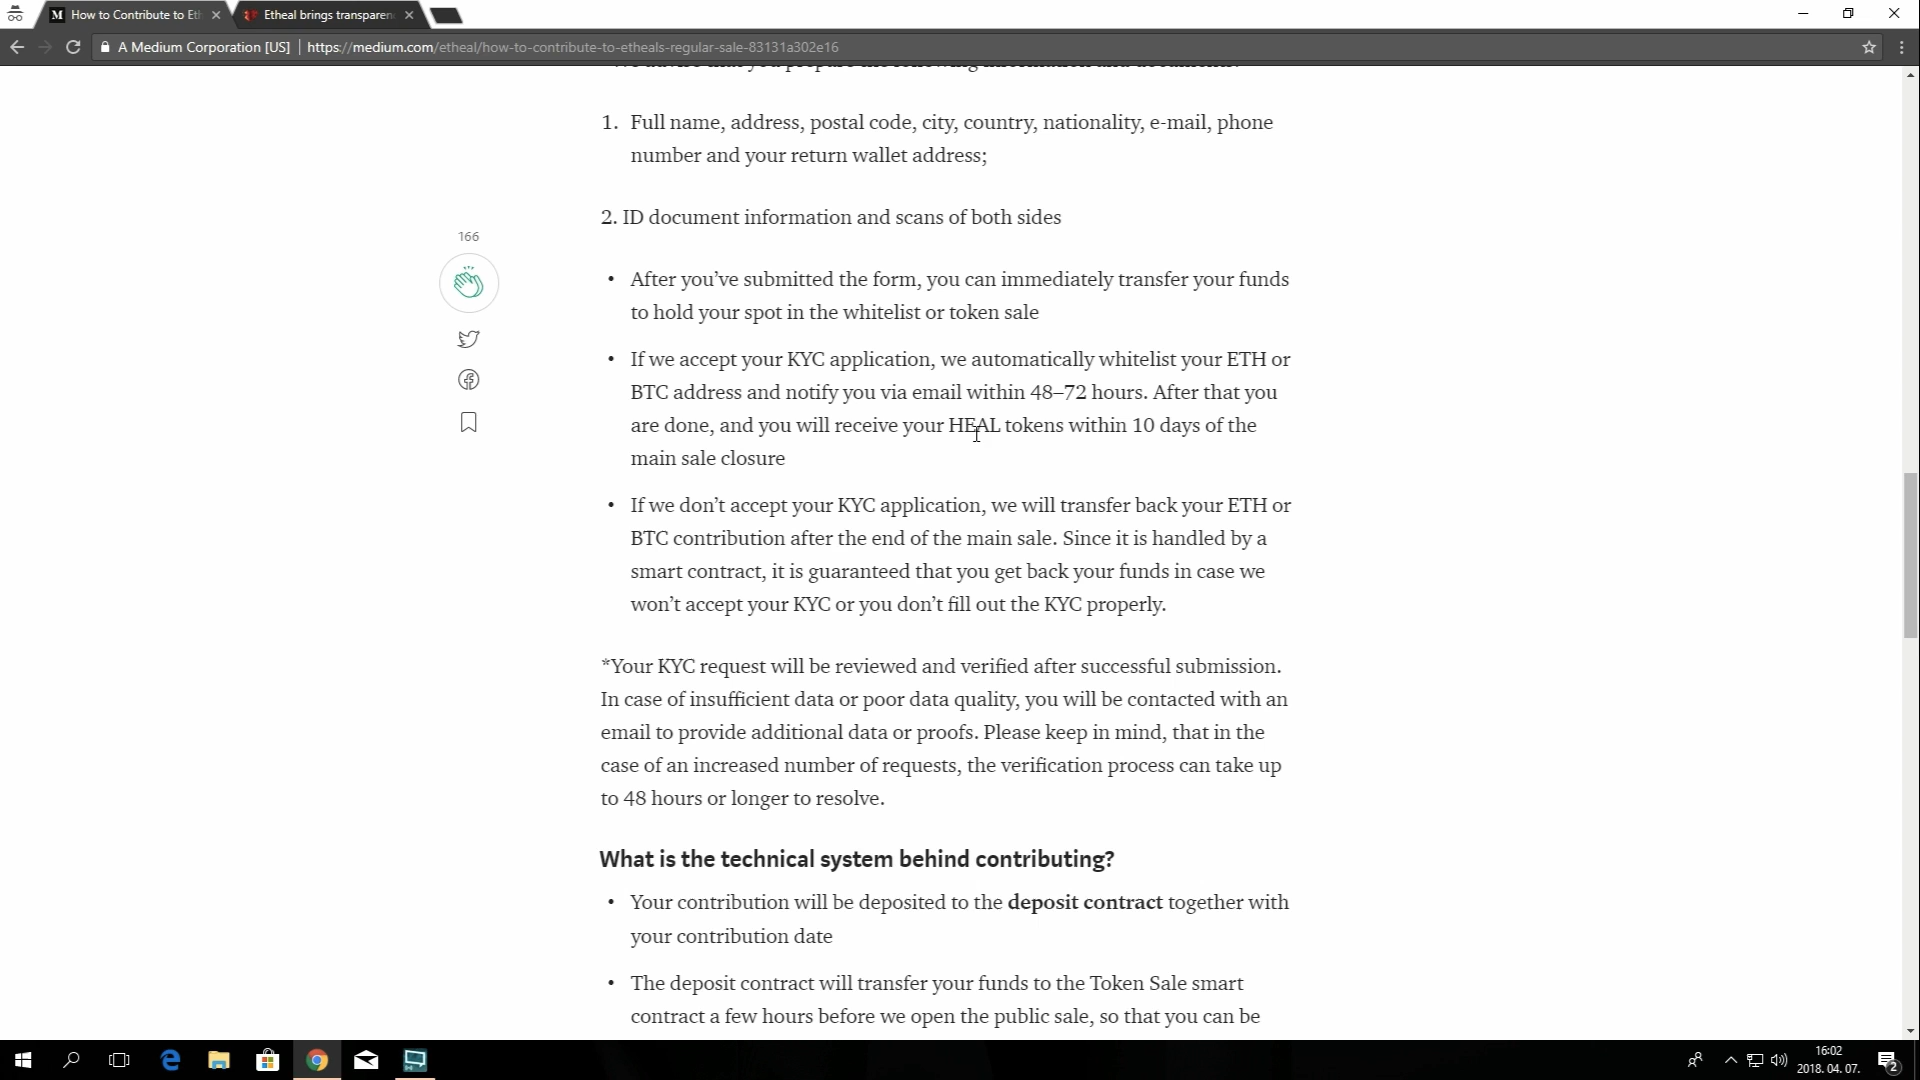 How to Contribute to Eth
Etheal brings transparen
A Medium Corporation [US]
https://medium.com/etheal/how-to-contribute-to-etheals-regular-sale-83131a302e16
1. Full name, address, postal code, city, country, nationality, e-mail, phone
number and your return wallet address;
2. ID document information and scans of both sides
166
• After you’ve submitted the form, you can immediately transfer your funds
to hold your spot in the whitelist or token sale
• If we accept your KYC application, we automatically whitelist your ETH or
BTC address and notify you via email within 48–72 hours. After that you
are done, and you will receive your HEAL tokens within 10 days of the
main sale closure
• If we don’t accept your KYC application, we will transfer back your ETH or
BTC contribution after the end of the main sale. Since it is handled by a
smart contract, it is guaranteed that you get back your funds in case we
won’t accept your KYC or you don’t fill out the KYC properly.
*Your KYC request will be reviewed and verified after successful submission.
In case of insufficient data or poor data quality, you will be contacted with an
email to provide additional data or proofs. Please keep in mind, that in the
case of an increased number of requests, the verification process can take up
to 48 hours or longer to resolve.
What is the technical system behind contributing?
• Your contribution will be deposited to the deposit contract together with
your contribution date
• The deposit contract will transfer your funds to the Token Sale smart
contract a few hours before we open the public sale, so that you can be
16:02
2018. 04. 07.
2